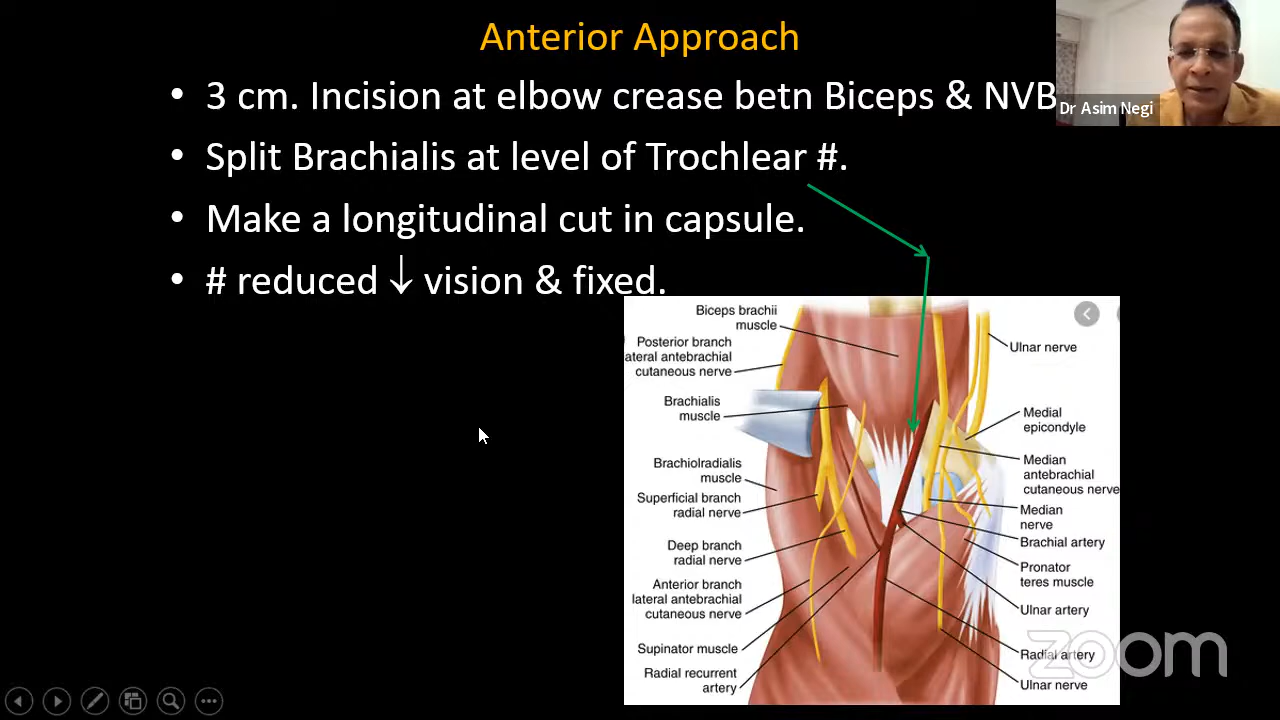 Anterior Approach
• 3 cm. Incision at elbow crease betn Biceps & NVB
Dr Asim Negi
• Split Brachialis at level of Trochlear #.
• Make a longitudinal cut in capsule.
• # reduced ↓ vision & fixed.
Biceps brachii
muscle
Posterior branch
ateral antebrachial
cutaneous nerve
Brachialis
muscle
Brachiolradialis
muscle
Superficial branch
radial nerve
Deep branch
radial nerve
Anterior branch
lateral antebrachial
cutaneous nerve
Supinator muscle
Radial recurrent
artery
Ulnar nerve
Medial
epicondyle
Median
antebrachial
cutaneous nerve
Median
nerve
Brachial artery
Pronator
teres muscle
Ulnar artery
Radial artery
Ulnar nerve
zoom